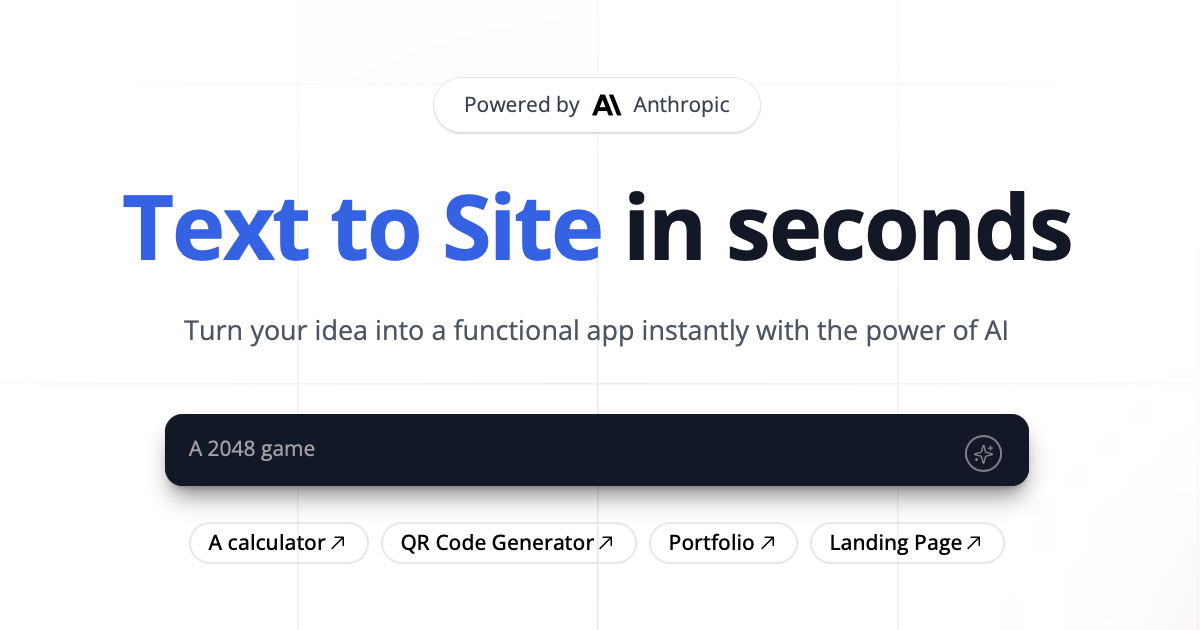 Powered by Anthropic
Text to Site in seconds
Turn your idea into a functional app instantly with the power of AI
A 2048 game
A calculator
QR Code Generator
Portfolio
Landing Page